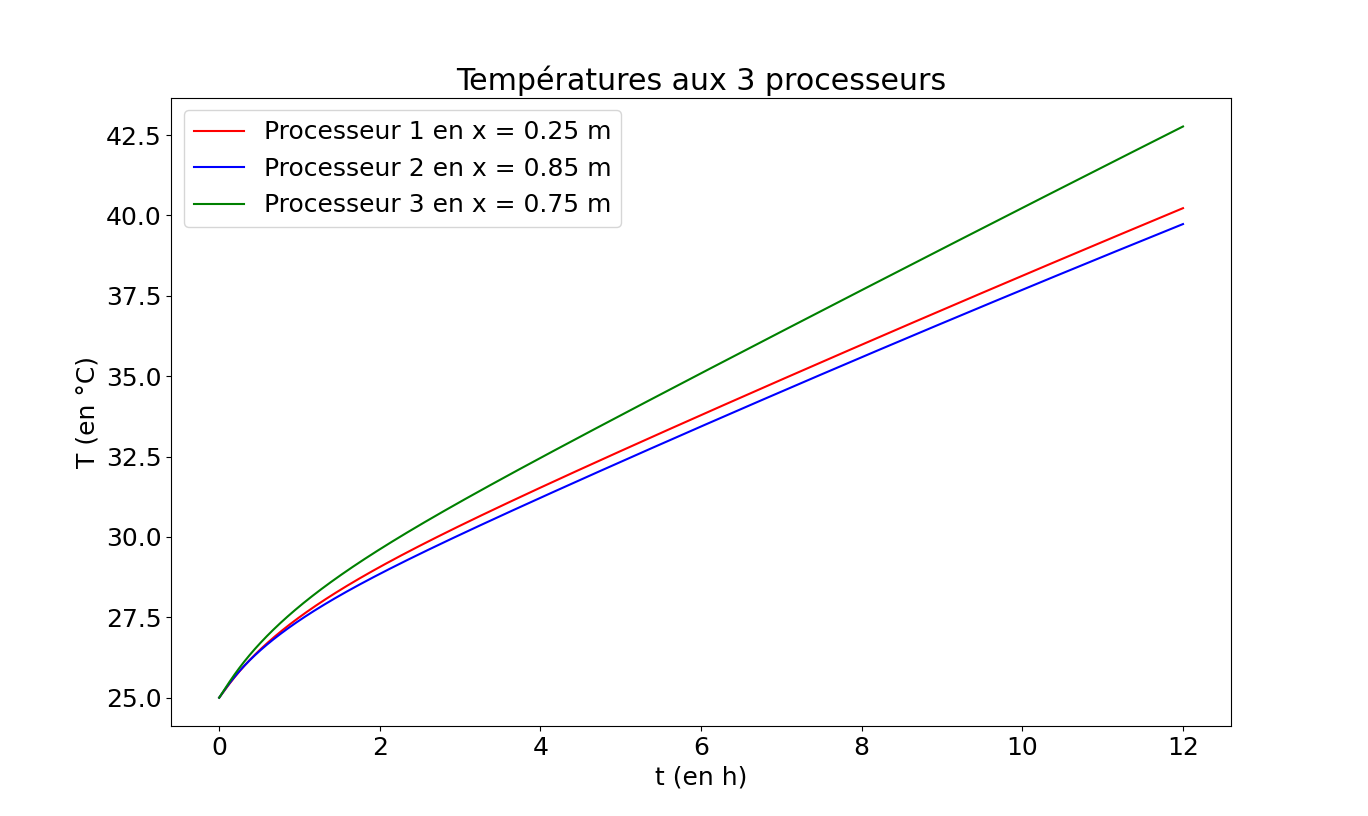 Températures aux 3 processeurs
Processeur 1 en x = 0.25 m
Processeur 2 en x = 0.85 m
Processeur 3 en x = 0.75 m
42.5
40.0
37.5
35.0
32.5
30.0
27.5
25.0
T (en °C)
0 2 4 6 8 10 12
t (en h)